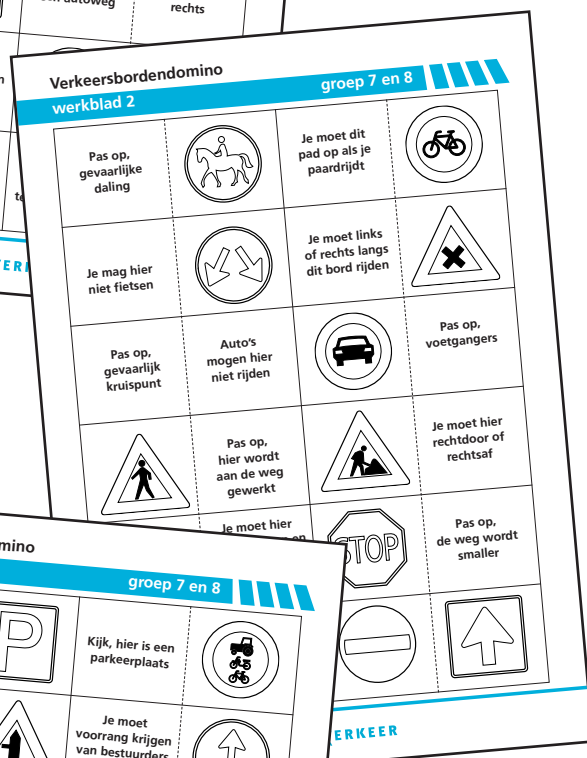 autoweg
rechts
Verkeersbordendomino
werkblad 2
groep 7 en 8
Pas op,
gevaarlijke
daling
Je moet dit
pad op als je
paardrijdt
Je mag hier
niet fietsen
Je moet links
of rechts langs
dit bord rijden
Pas op,
gevaarlijk
kruispunt
Auto's
mogen hier
niet rijden
Pas op,
voetgangers
Pas op,
hier wordt
aan de weg
gewerkt
Je moet hier
rechtdoor of
rechtsaf
Je moet hier
STOP
Pas op,
de weg wordt
smaller
groep 7 en 8
P
Kijk, hier is een
parkeerplaats
Je moet
voorrang krijgen
van bestuurders
ERKEER